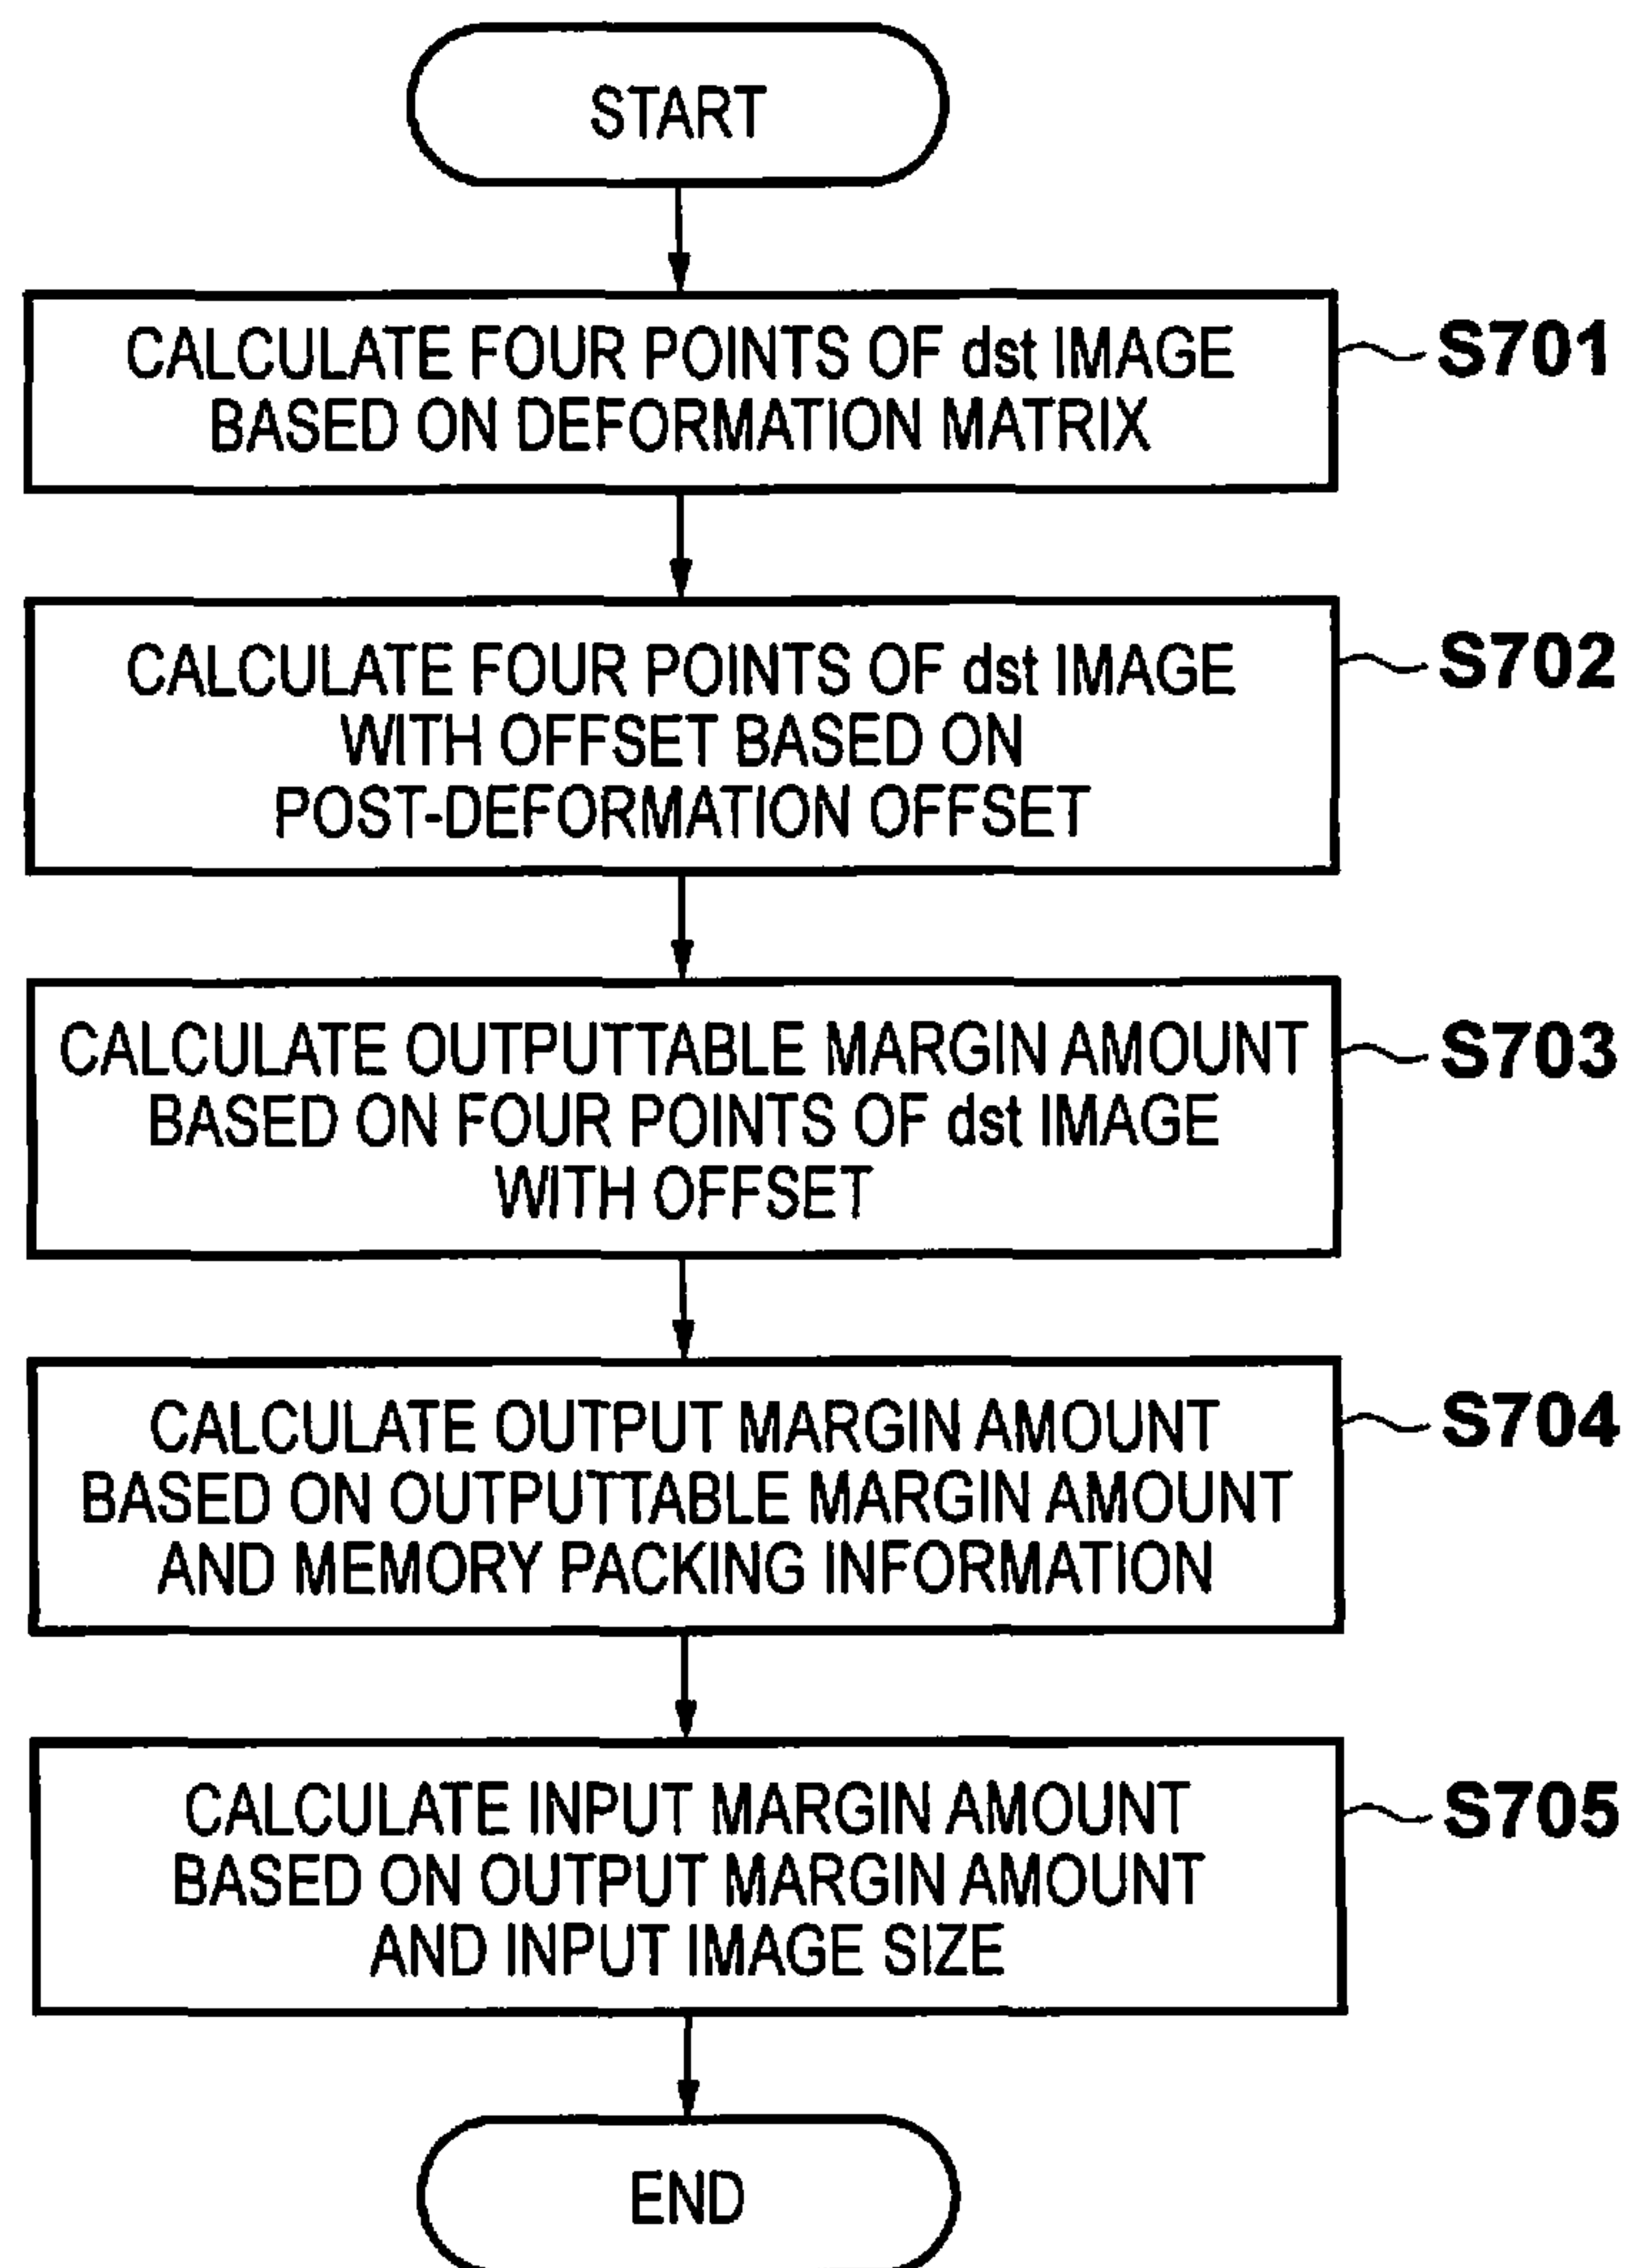 START
CALCULATE FOUR POINTS OF dst IMAGE
BASED ON DEFORMATION MATRIX
S701
CALCULATE FOUR POINTS OF dst IMAGE
WITH OFFSET BASED ON
POST-DEFORMATION OFFSET
S702
CALCULATE OUTPUTTABLE MARGIN AMOUNT
BASED ON FOUR POINTS OF dst IMAGE
WITH OFFSET
S703
CALCULATE OUTPUT MARGIN AMOUNT
BASED ON OUTPUTTABLE MARGIN AMOUNT
AND MEMORY PACKING INFORMATION
S704
CALCULATE INPUT MARGIN AMOUNT
BASED ON OUTPUT MARGIN AMOUNT
AND INPUT IMAGE SIZE
S705
END